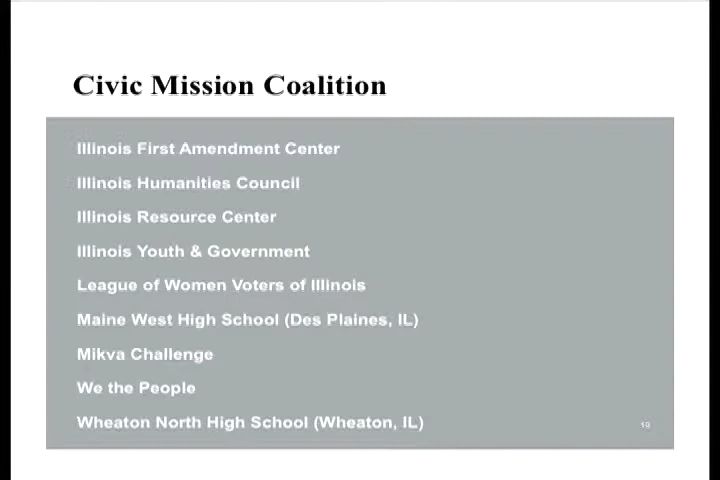 Civic Mission Coalition
Illinois First Amendment Center
Illinois Humanities Council
Illinois Resource Center
Illinois Youth & Government
League of Women Voters of Illinois
Maine West High School (Des Plaines, IL)
Mikva Challenge
We the People
Wheaton North High School (Wheaton, IL)
19